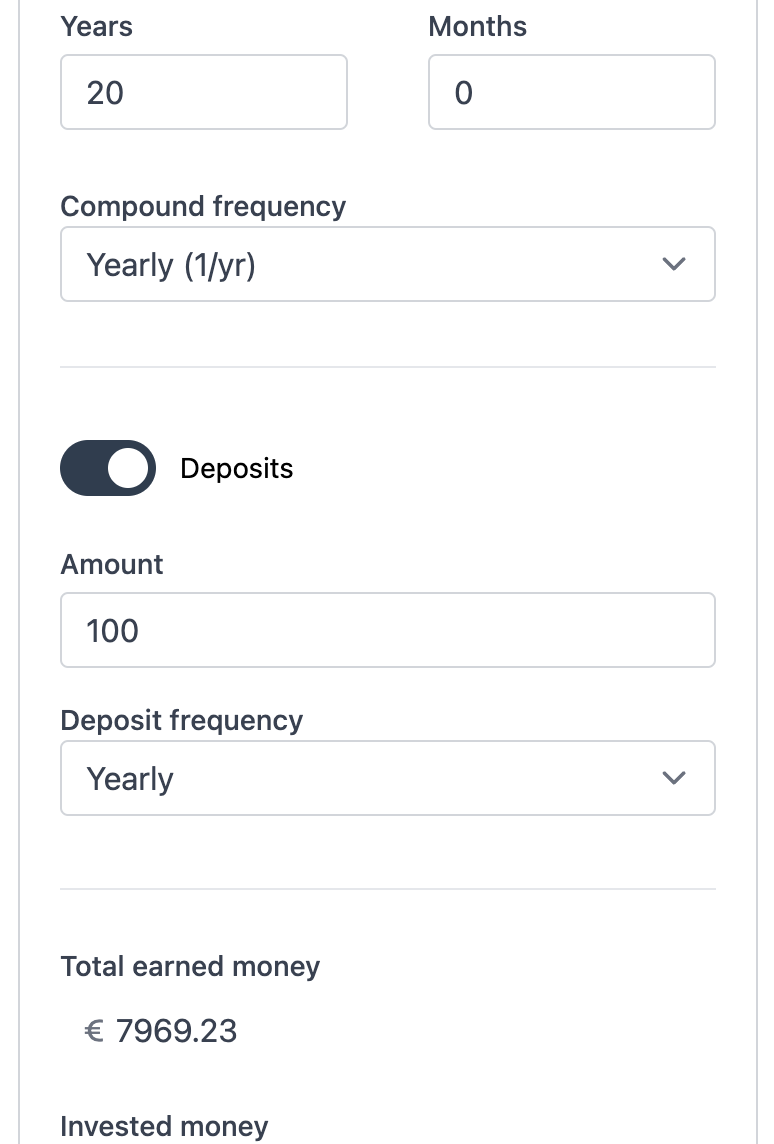 Years Months
20 0
Compound frequency
Yearly (1/yr)
Deposits
Amount
100
Deposit frequency
Yearly
Total earned money
€ 7969.23
Invested money